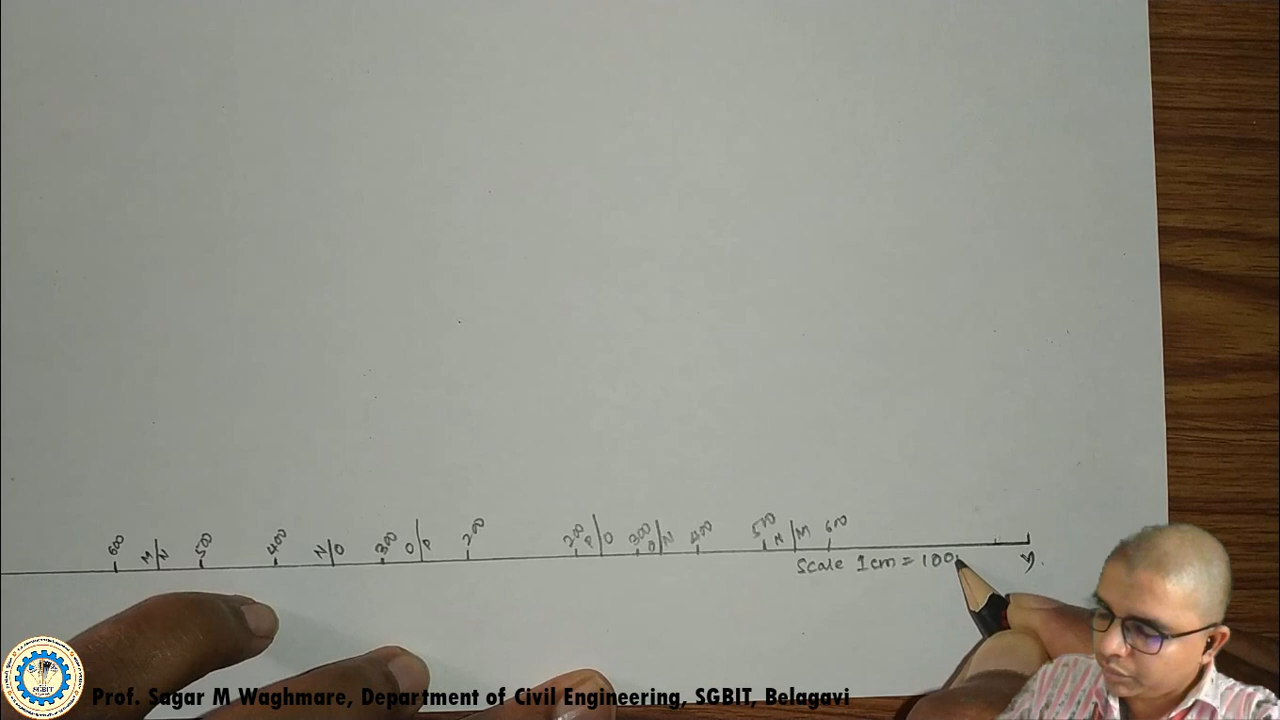 600 M/N 500 400 N/O 300 O/P 200 200 P/O 300 O/N 400 500 N/M 600
Scale 1cm = 100
SGBIT
Prof. Sagar M Waghmare, Department of Civil Engineering, SGBIT, Belagavi